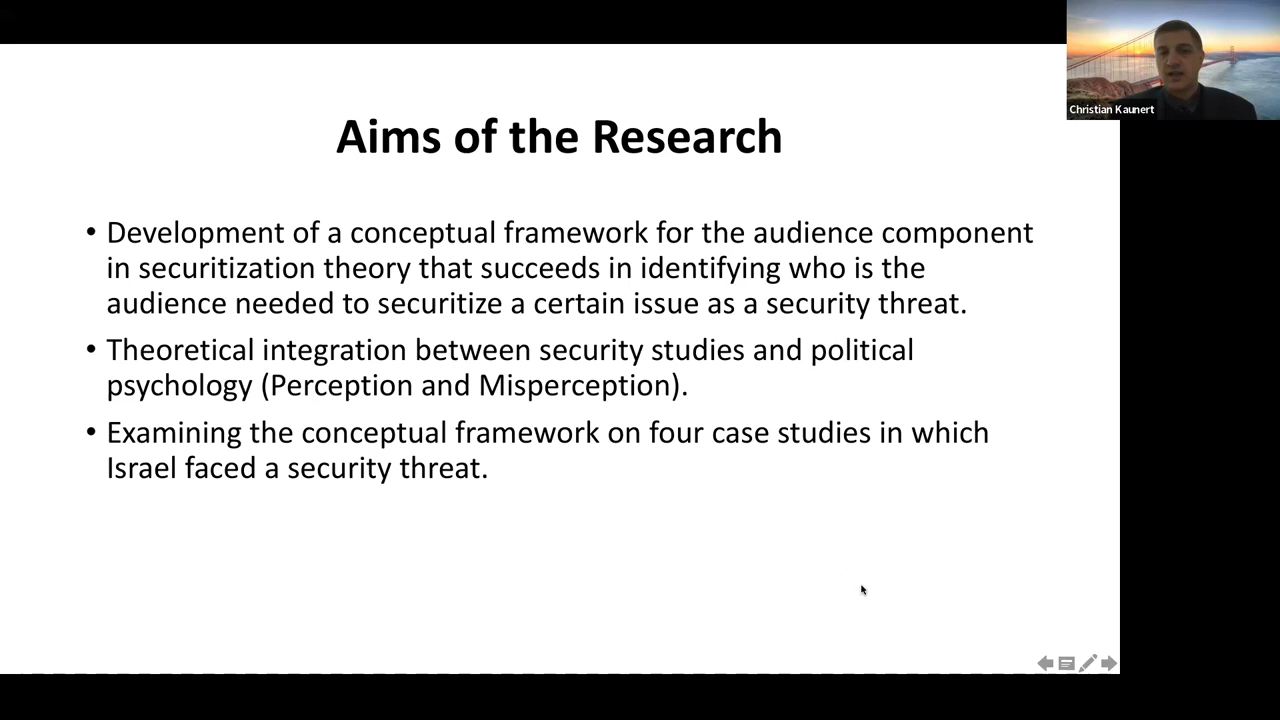 Christian Kaunert
Aims of the Research
• Development of a conceptual framework for the audience component
in securitization theory that succeeds in identifying who is the
audience needed to securitize a certain issue as a security threat.
• Theoretical integration between security studies and political
psychology (Perception and Misperception).
• Examining the conceptual framework on four case studies in which
Israel faced a security threat.